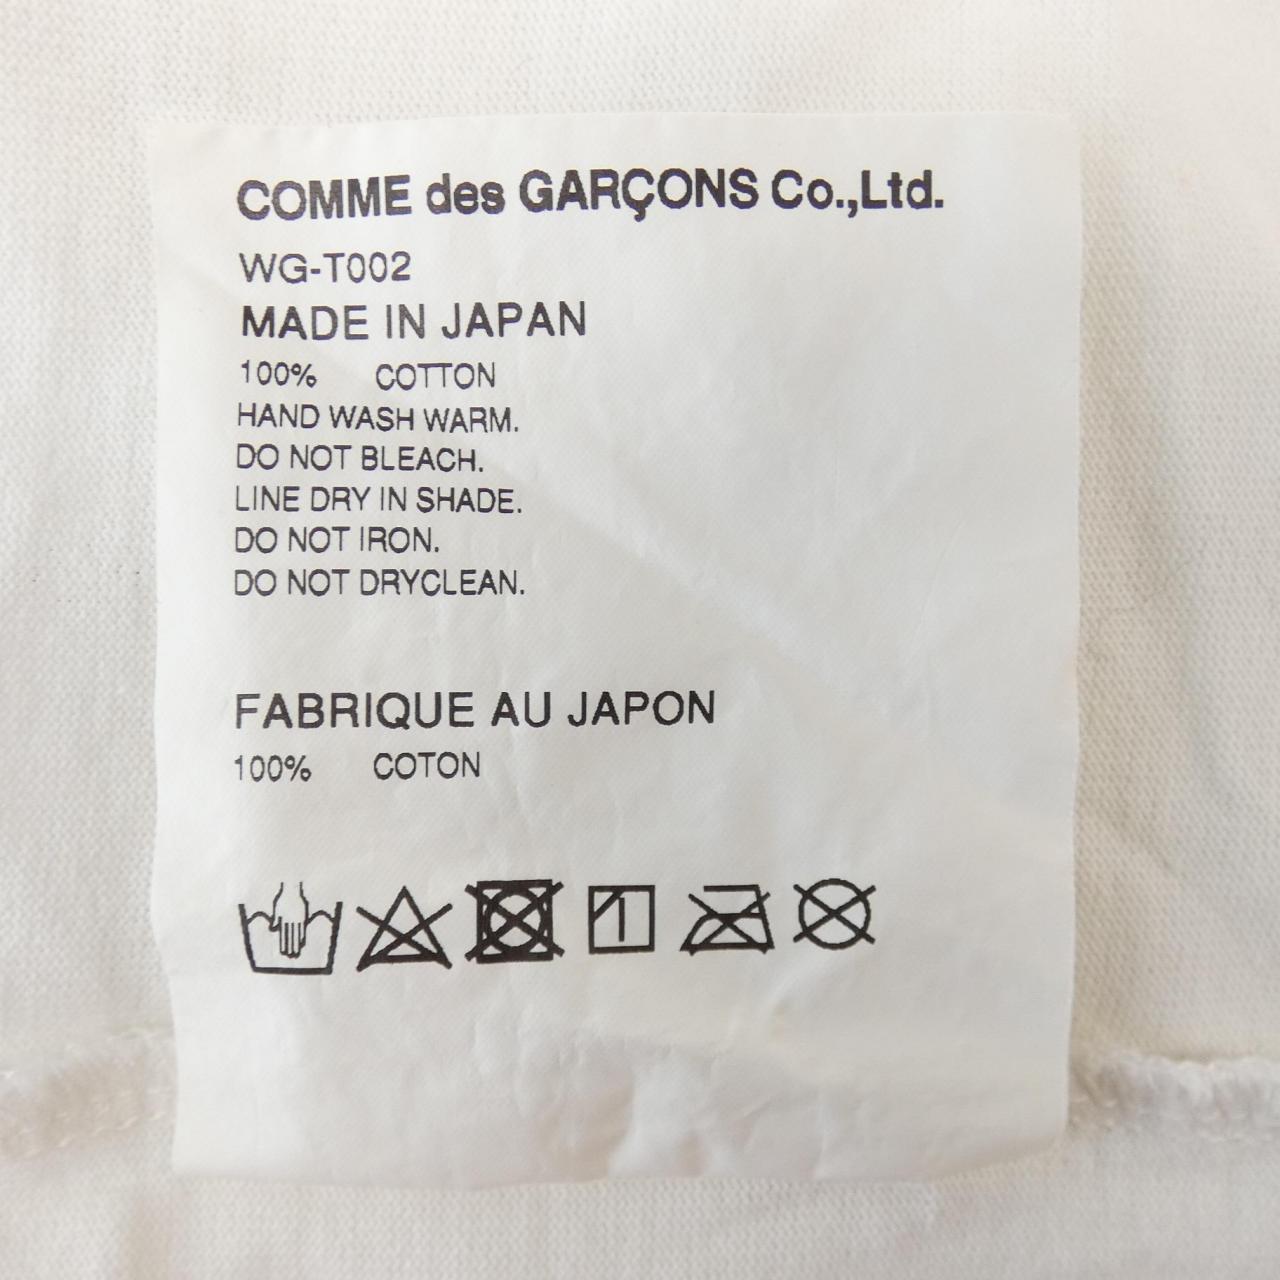 COMME des GARÇONS Co.,Ltd.
WG-T002
MADE IN JAPAN
100% COTTON
HAND WASH WARM.
DO NOT BLEACH.
LINE DRY IN SHADE.
DO NOT IRON.
DO NOT DRYCLEAN.
FABRIQUE AU JAPON
100% COTON